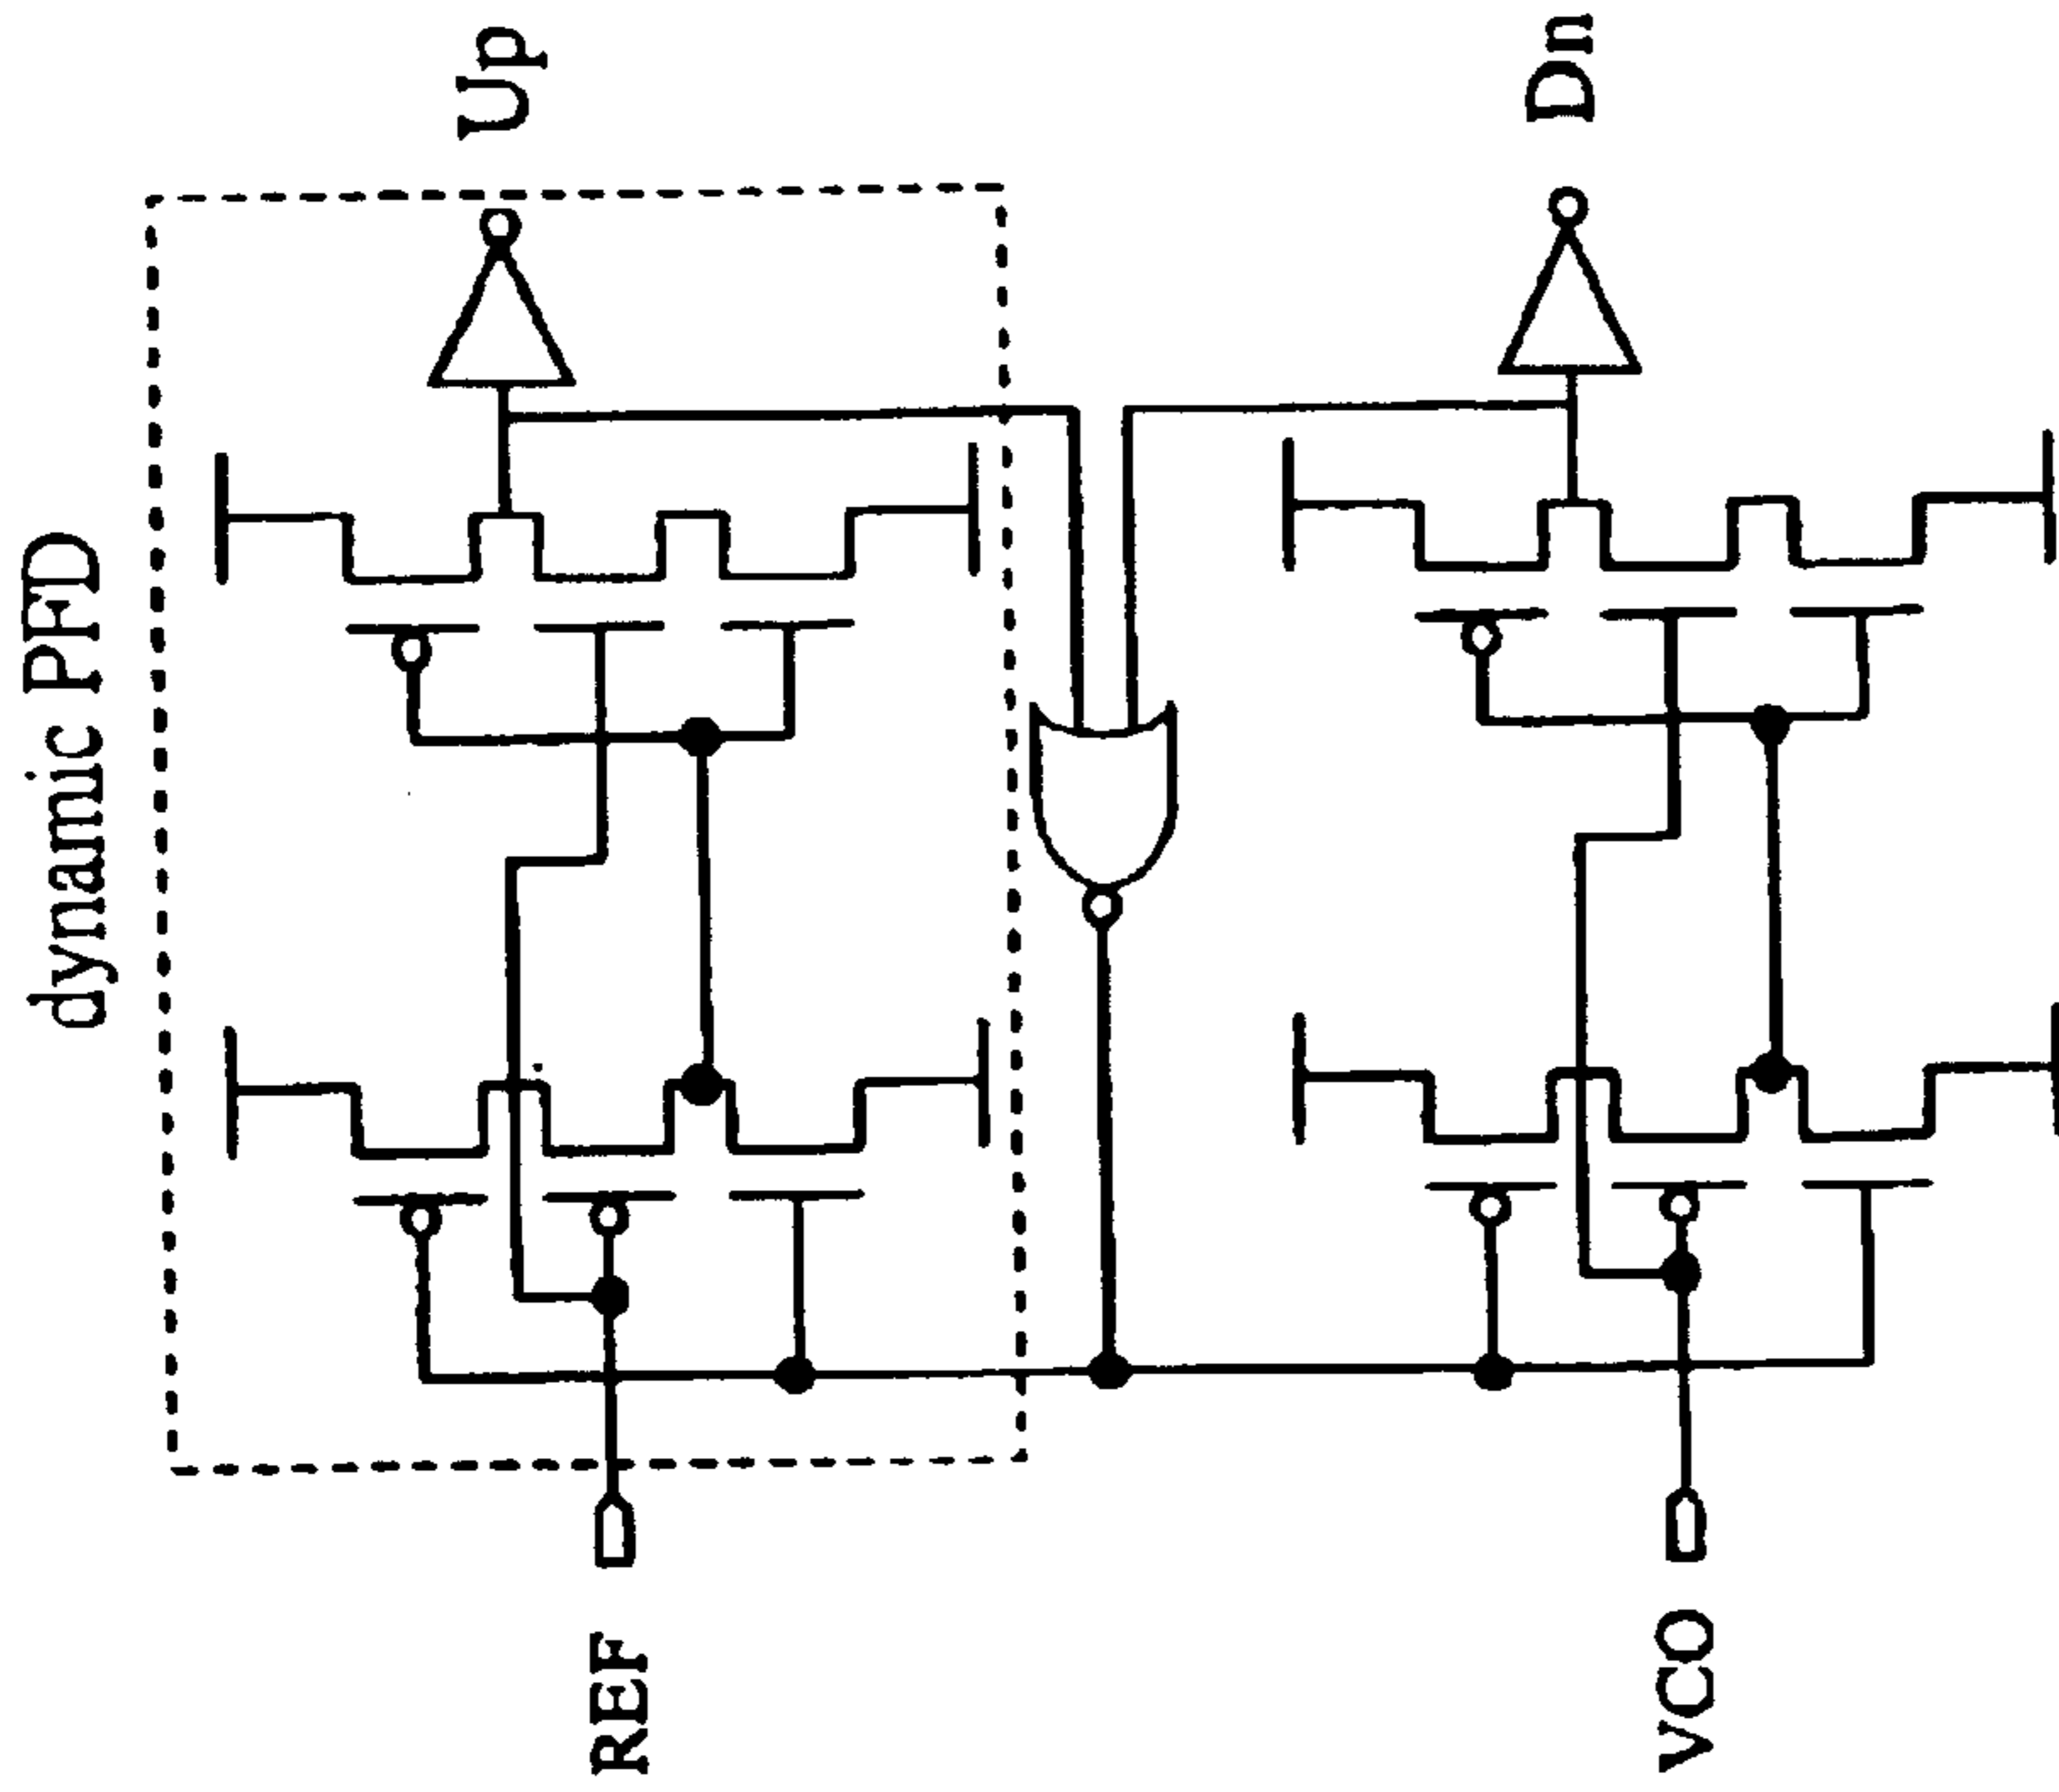 dynamic PFD
REF
Up
VCO
Dn